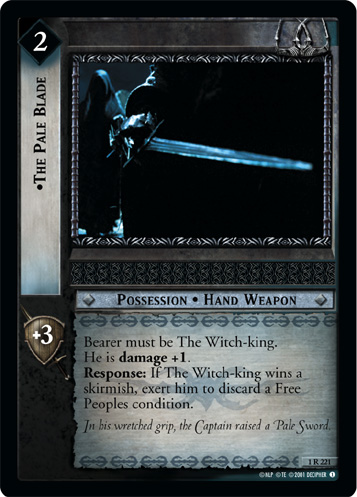 2
•The Pale Blade
Possession • Hand Weapon
+3
Bearer must be The Witch-king.
He is damage +1.
Response: If The Witch-king wins a
skirmish, exert him to discard a Free
Peoples condition.
In his wretched grip, the Captain raised a Pale Sword.
1 R 221
©NLP ·©TE ·©2001 DECIPHER